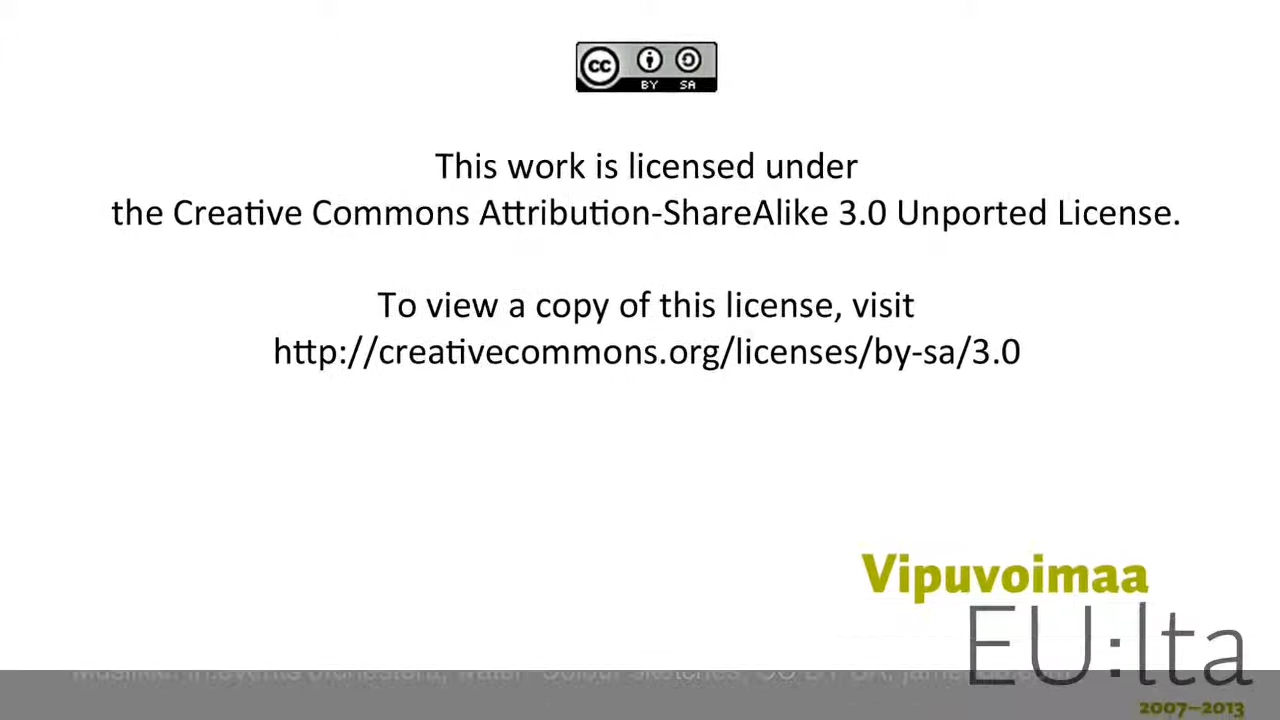 cc BY SA
This work is licensed under
the Creative Commons Attribution-ShareAlike 3.0 Unported License.
To view a copy of this license, visit
http://creativecommons.org/licenses/by-sa/3.0
Vipuvoimaa
EU:lta
2007–2013